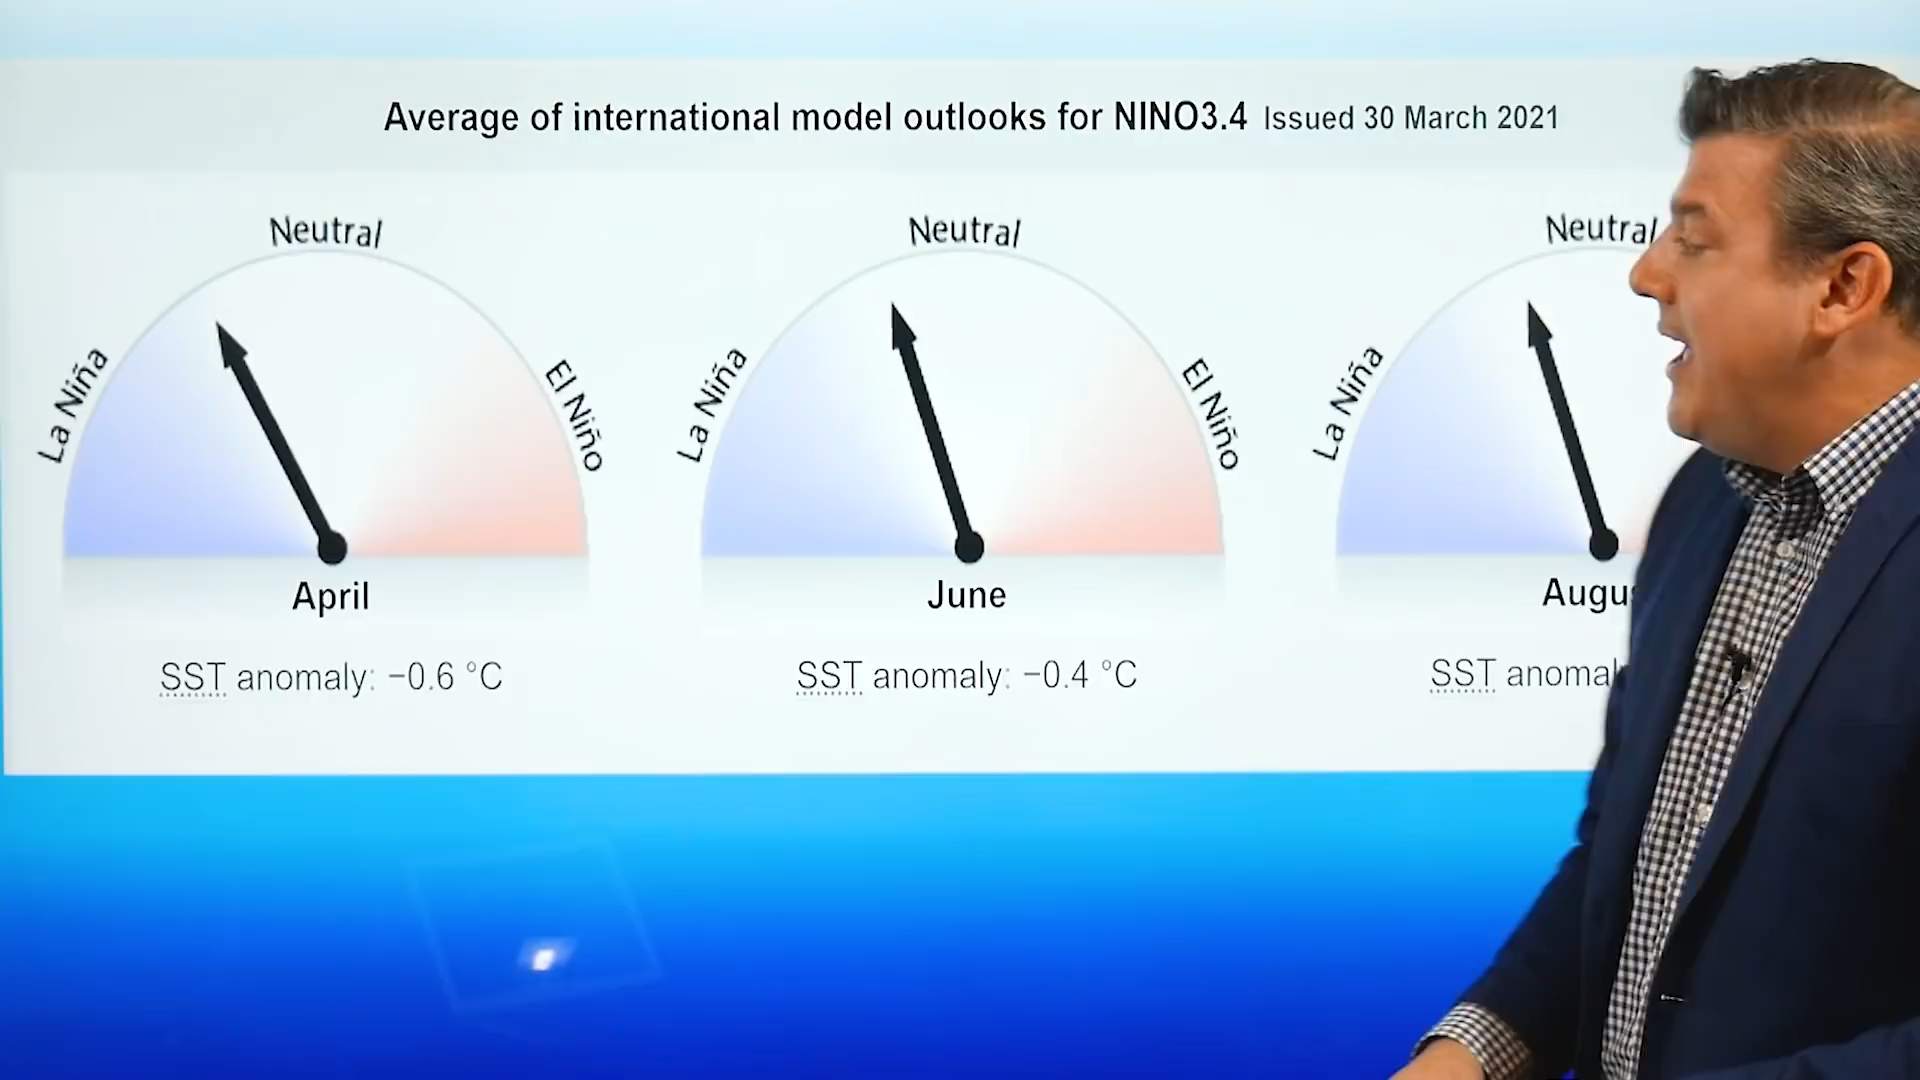 Average of international model outlooks for NINO3.4 Issued 30 March 2021
Neutral
La Niña
El Niño
April
SST anomaly: −0.6 °C
Neutral
La Niña
El Niño
June
SST anomaly: −0.4 °C
Neutral
La Niña
SST